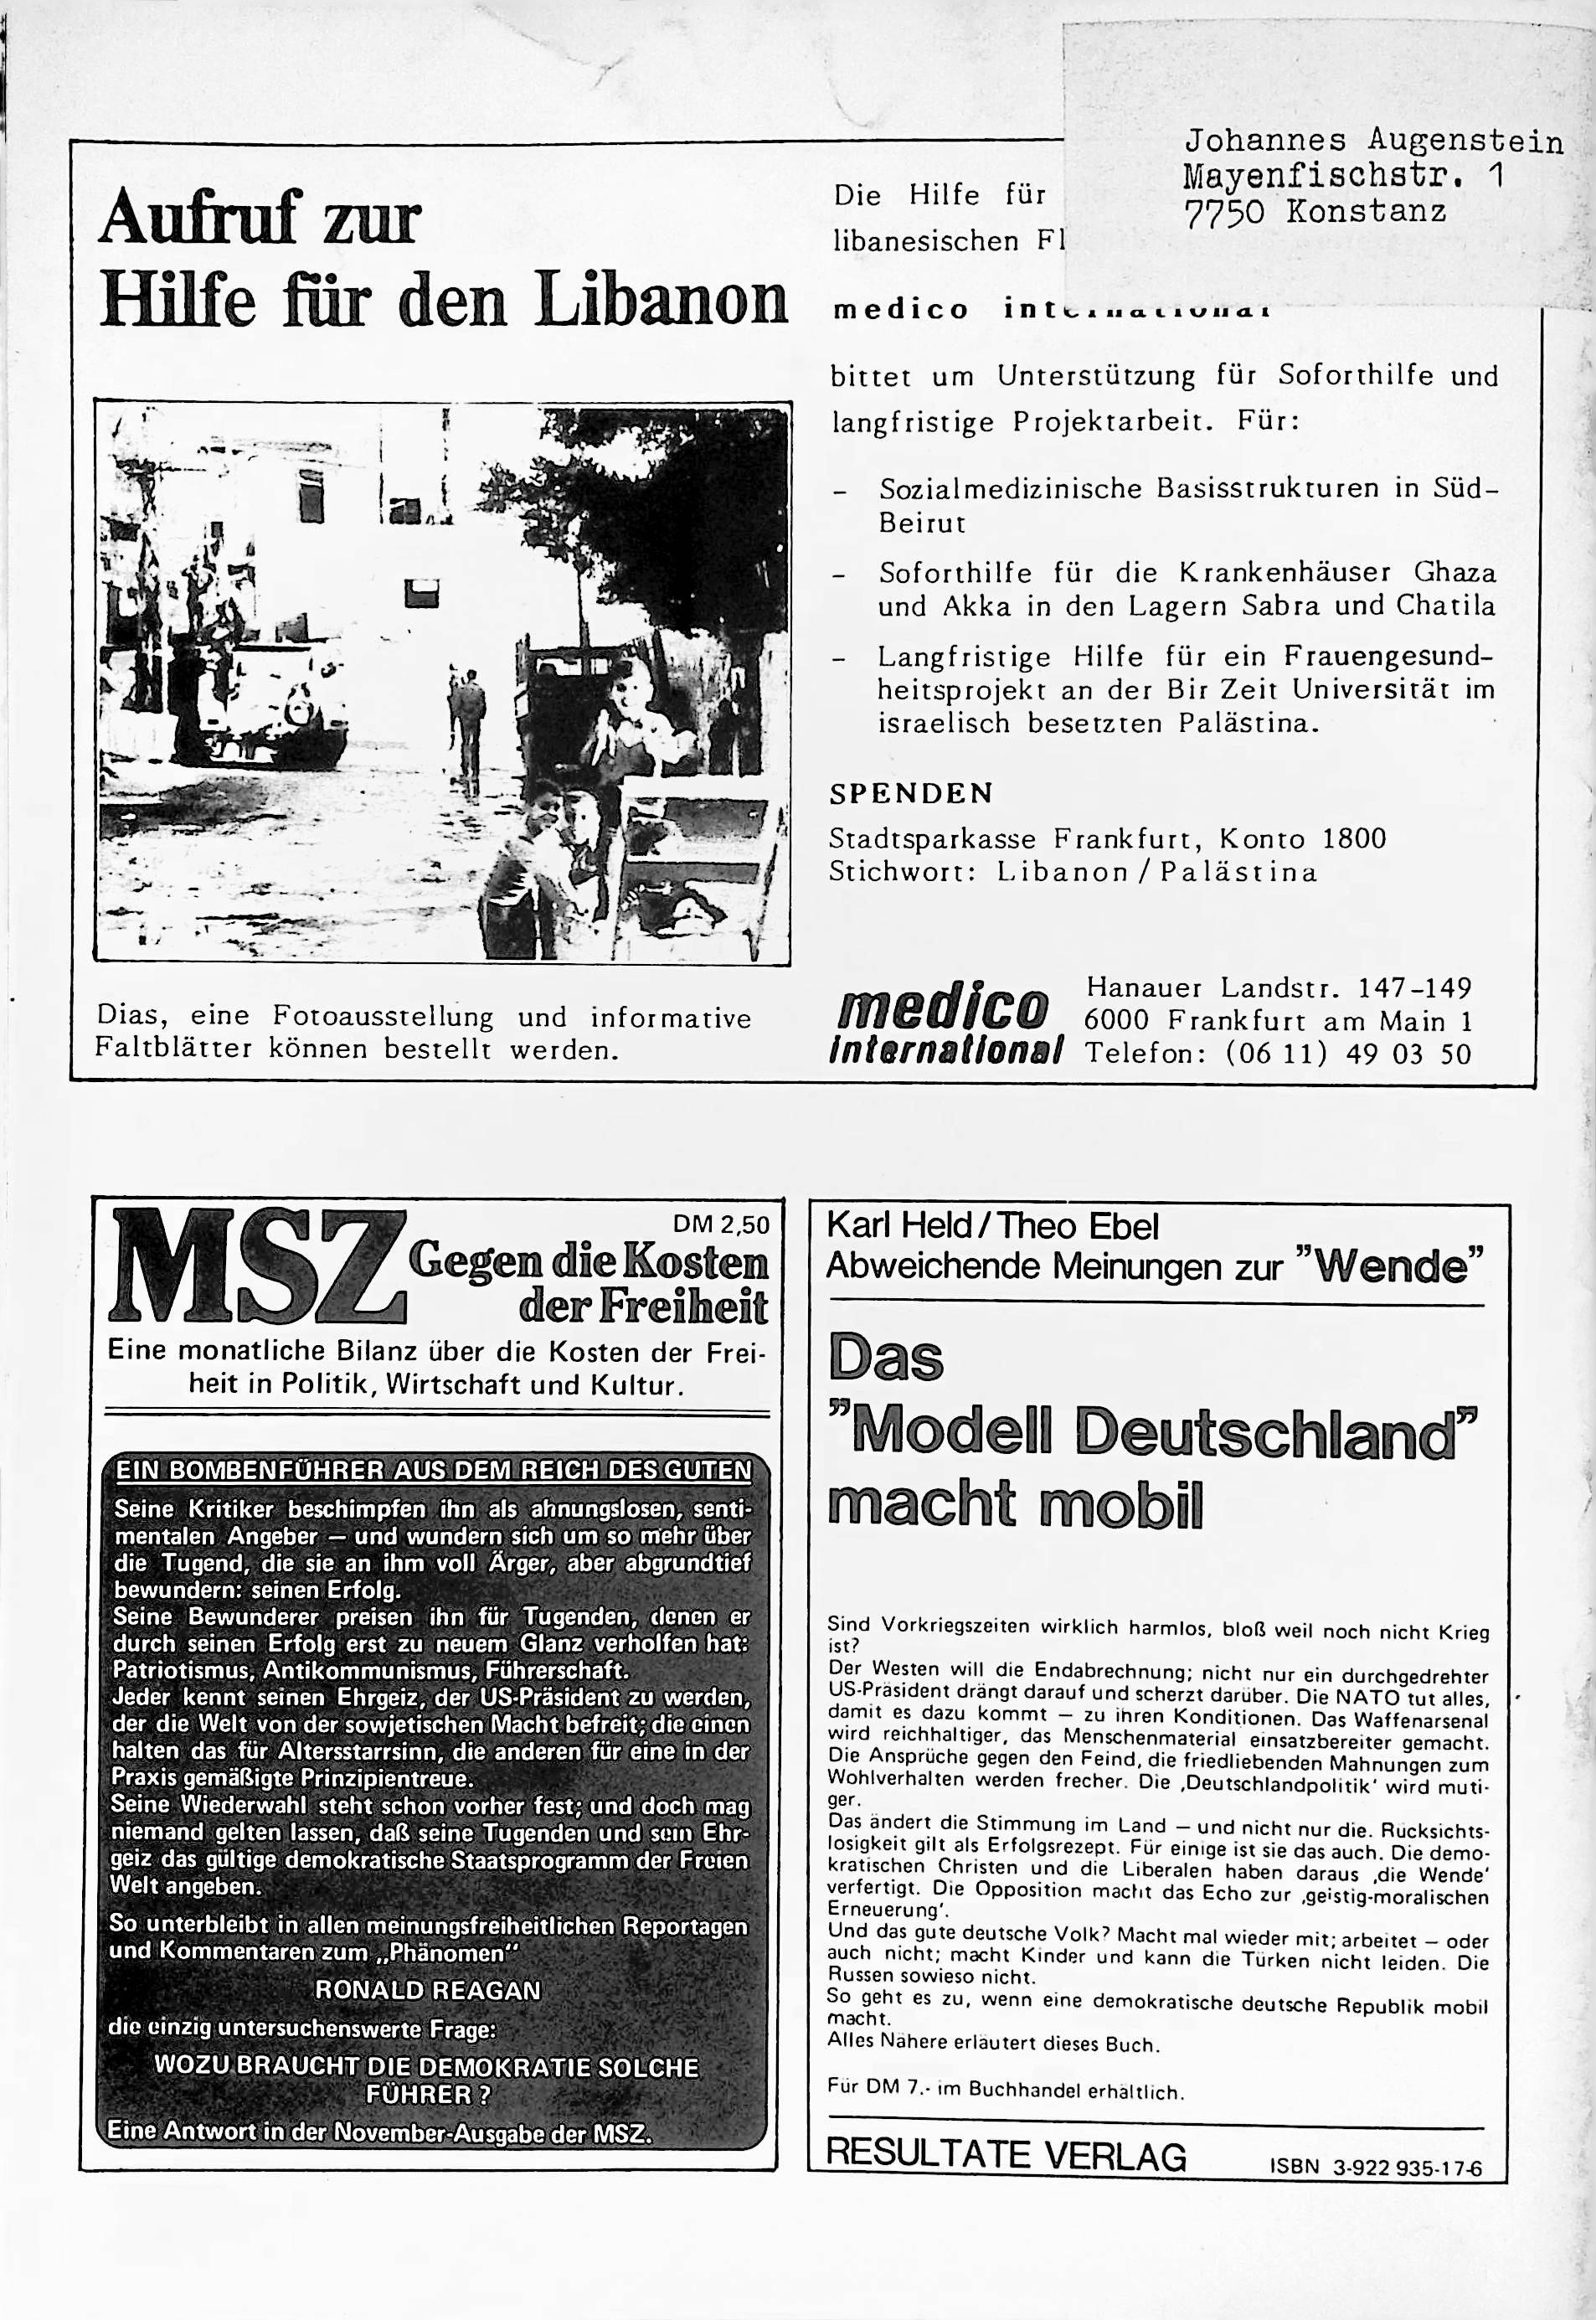 Johannes Augenstein
Mayenfischstr. 1
7750 Konstanz
Aufruf zur
Hilfe für den Libanon
Dias, eine Fotoausstellung und informative
Faltblätter können bestellt werden.
Die Hilfe für
libanesischen Fl
medico international
bittet um Unterstützung für Soforthilfe und
langfristige Projektarbeit. Für:
– Sozialmedizinische Basisstrukturen in Süd-
Beirut
– Soforthilfe für die Krankenhäuser Ghaza
und Akka in den Lagern Sabra und Chatila
– Langfristige Hilfe für ein Frauengesund-
heitsprojekt an der Bir Zeit Universität im
israelisch besetzten Palästina.
SPENDEN
Stadtsparkasse Frankfurt, Konto 1800
Stichwort: Libanon / Palästina
medico
international
Hanauer Landstr. 147-149
6000 Frankfurt am Main 1
Telefon: (06 11) 49 03 50
MSZ
DM 2,50
Gegen die Kosten
der Freiheit
Eine monatliche Bilanz über die Kosten der Frei-
heit in Politik, Wirtschaft und Kultur.
EIN BOMBENFÜHRER AUS DEM REICH DES GUTEN
Seine Kritiker beschimpfen ihn als ahnungslosen, senti-
mentalen Angeber — und wundern sich um so mehr über
die Tugend, die sie an ihm voll Ärger, aber abgrundtief
bewundern: seinen Erfolg.
Seine Bewunderer preisen ihn für Tugenden, denen er
durch seinen Erfolg erst zu neuem Glanz verholfen hat:
Patriotismus, Antikommunismus, Führerschaft.
Jeder kennt seinen Ehrgeiz, der US-Präsident zu werden,
der die Welt von der sowjetischen Macht befreit; die einen
halten das für Altersstarrsinn, die anderen für eine in der
Praxis gemäßigte Prinzipientreue.
Seine Wiederwahl steht schon vorher fest; und doch mag
niemand gelten lassen, daß seine Tugenden und sein Ehr-
geiz das gültige demokratische Staatsprogramm der Freien
Welt angeben.
So unterbleibt in allen meinungsfreiheitlichen Reportagen
und Kommentaren zum „Phänomen“
RONALD REAGAN
die einzig untersuchenswerte Frage:
WOZU BRAUCHT DIE DEMOKRATIE SOLCHE
FÜHRER ?
Eine Antwort in der November-Ausgabe der MSZ.
Karl Held/Theo Ebel
Abweichende Meinungen zur ”Wende”
Das
”Modell Deutschland”
macht mobil
Sind Vorkriegszeiten wirklich harmlos, bloß weil noch nicht Krieg
ist?
Der Westen will die Endabrechnung; nicht nur ein durchgedrehter
US-Präsident drängt darauf und scherzt darüber. Die NATO tut alles,
damit es dazu kommt — zu ihren Konditionen. Das Waffenarsenal
wird reichhaltiger, das Menschenmaterial einsatzbereiter gemacht.
Die Ansprüche gegen den Feind, die friedliebenden Mahnungen zum
Wohlverhalten werden frecher. Die ‚Deutschlandpolitik‘ wird muti-
ger.
Das ändert die Stimmung im Land — und nicht nur die. Rücksichts-
losigkeit gilt als Erfolgsrezept. Für einige ist sie das auch. Die demo-
kratischen Christen und die Liberalen haben daraus ‚die Wende‘
verfertigt. Die Opposition macht das Echo zur ‚geistig-moralischen
Erneuerung‘.
Und das gute deutsche Volk? Macht mal wieder mit; arbeitet — oder
auch nicht; macht Kinder und kann die Türken nicht leiden. Die
Russen sowieso nicht.
So geht es zu, wenn eine demokratische deutsche Republik mobil
macht.
Alles Nähere erläutert dieses Buch.
Für DM 7.- im Buchhandel erhältlich.
RESULTATE VERLAG
ISBN 3-922 935-17-6